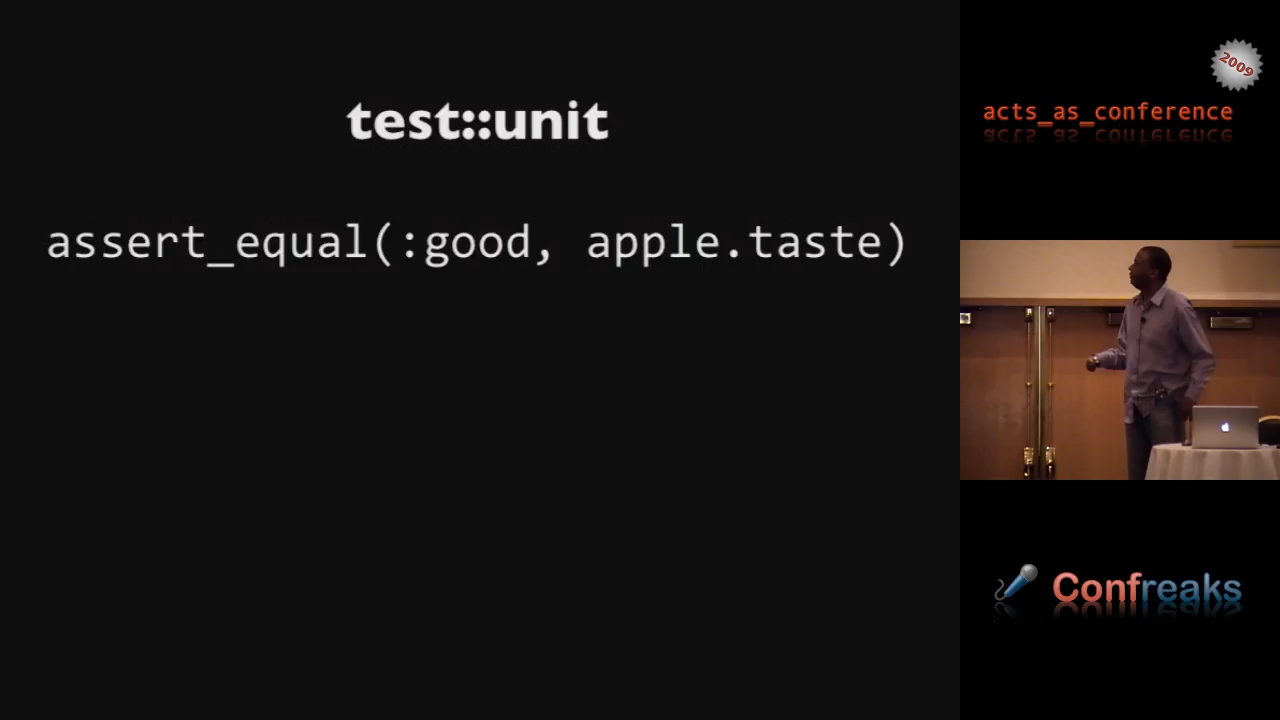 test::unit
assert_equal(:good, apple.taste)
2009
acts_as_conference
Confreaks